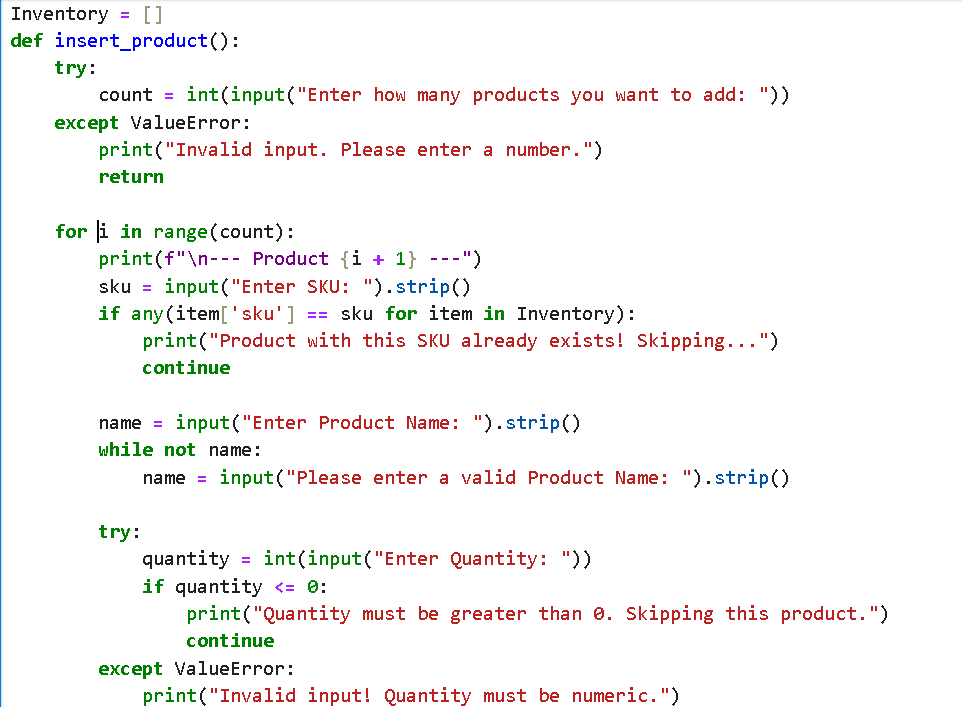 Inventory = []
def insert_product():
    try:
        count = int(input("Enter how many products you want to add: "))
    except ValueError:
        print("Invalid input. Please enter a number.")
        return

    for i in range(count):
        print(f"\n--- Product {i + 1} ---")
        sku = input("Enter SKU: ").strip()
        if any(item['sku'] == sku for item in Inventory):
            print("Product with this SKU already exists! Skipping...")
            continue

        name = input("Enter Product Name: ").strip()
        while not name:
            name = input("Please enter a valid Product Name: ").strip()

        try:
            quantity = int(input("Enter Quantity: "))
            if quantity <= 0:
                print("Quantity must be greater than 0. Skipping this product.")
                continue
        except ValueError:
            print("Invalid input! Quantity must be numeric.")